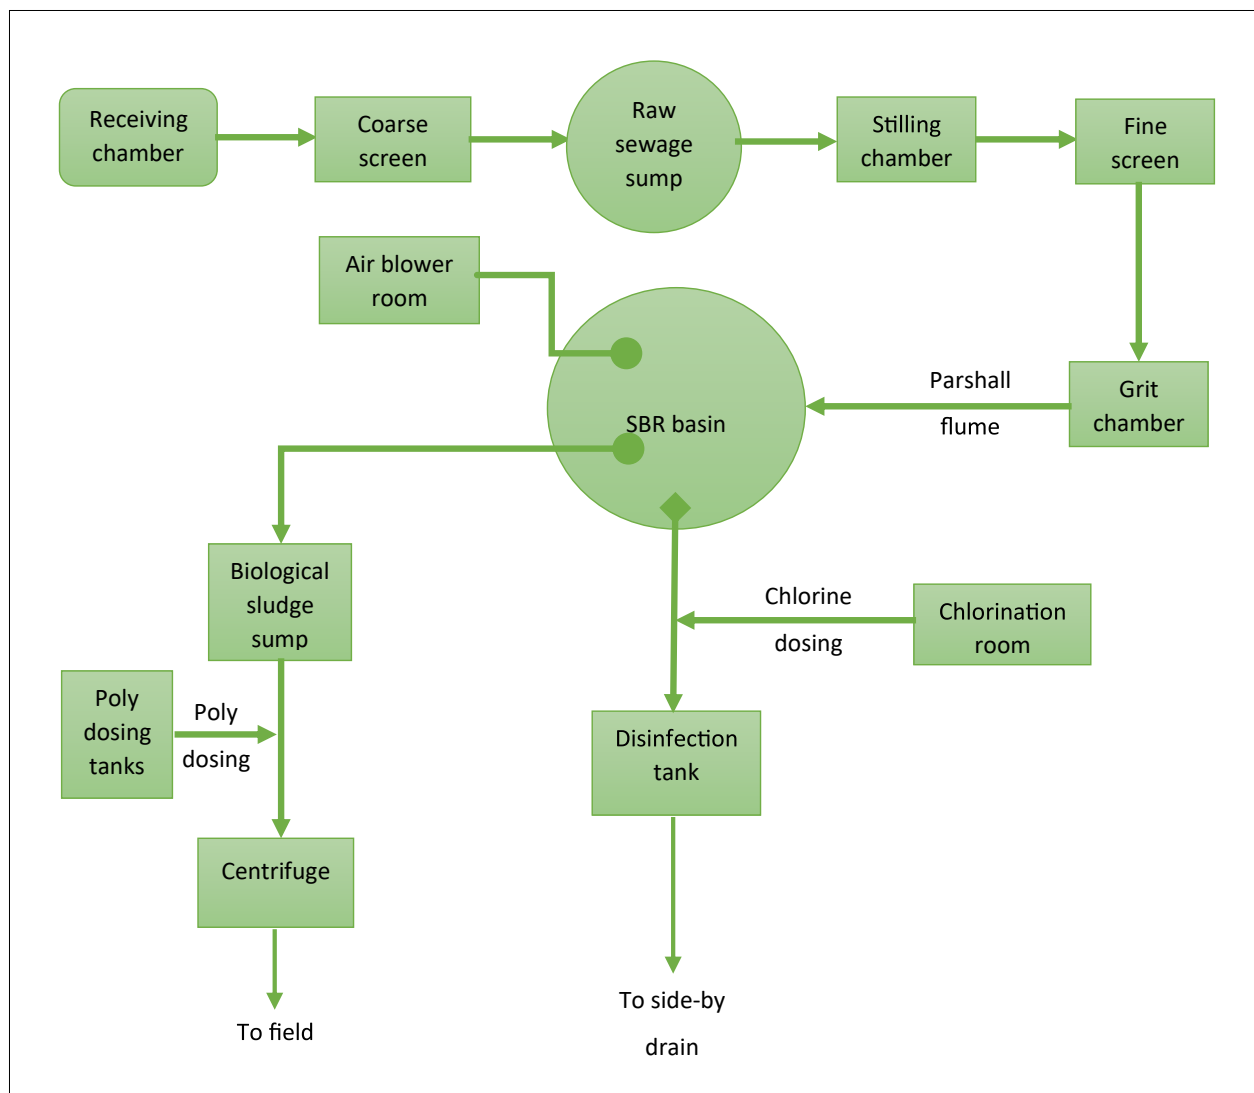 Receiving
chamber
Coarse
screen
Raw
sewage
sump
Stilling
chamber
Fine
screen
Air blower
room
SBR basin
Parshall
flume
Grit
chamber
Biological
sludge
sump
Chlorine
dosing
Chlorination
room
Poly
dosing
tanks
Poly
dosing
Disinfection
tank
Centrifuge
To field
To side-by
drain